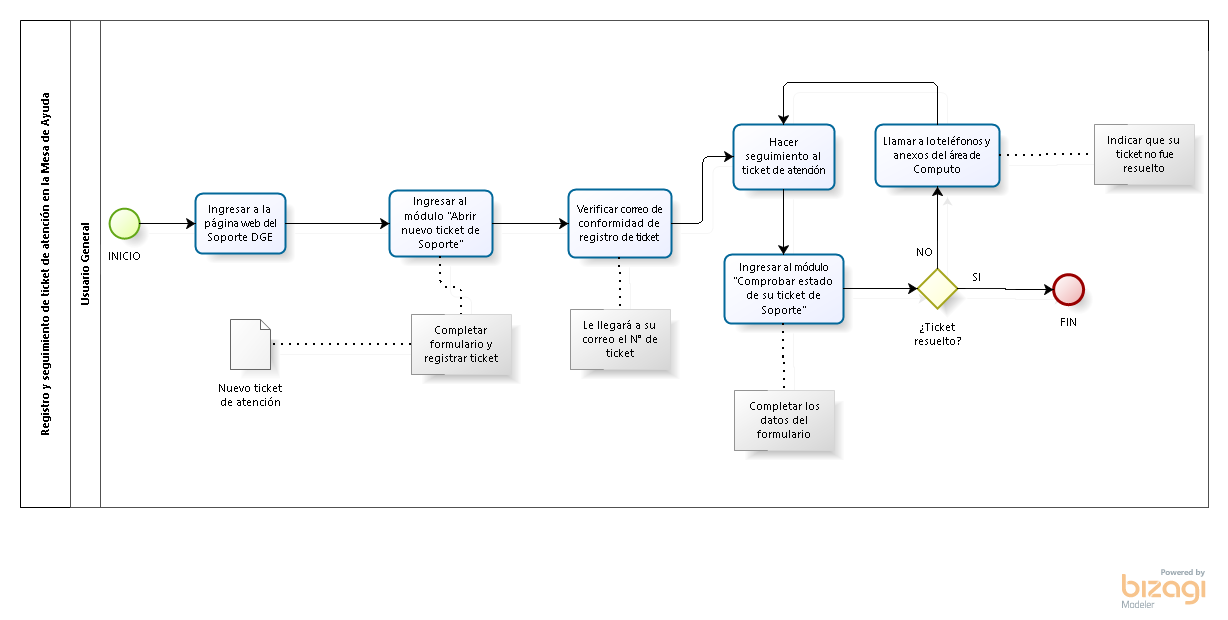 Registro y seguimiento de ticket de atención en la Mesa de Ayuda
Usuario General
INICIO
Ingresar a la
página web del
Soporte DGE
Ingresar al
módulo "Abrir
nuevo ticket de
Soporte"
Verificar correo de
conformidad de
registro de ticket
Hacer
seguimiento al
ticket de atención
Llamar a lo teléfonos y
anexos del área de
Computo
Indicar que su
ticket no fue
resuelto
Ingresar al módulo
"Comprobar estado
de su ticket de
Soporte"
NO
SI
¿Ticket
resuelto?
FIN
Nuevo ticket
de atención
Completar
formulario y
registrar ticket
Le llegará a su
correo el N° de
ticket
Completar los
datos del
formulario
Powered by
bizagi
Modeler